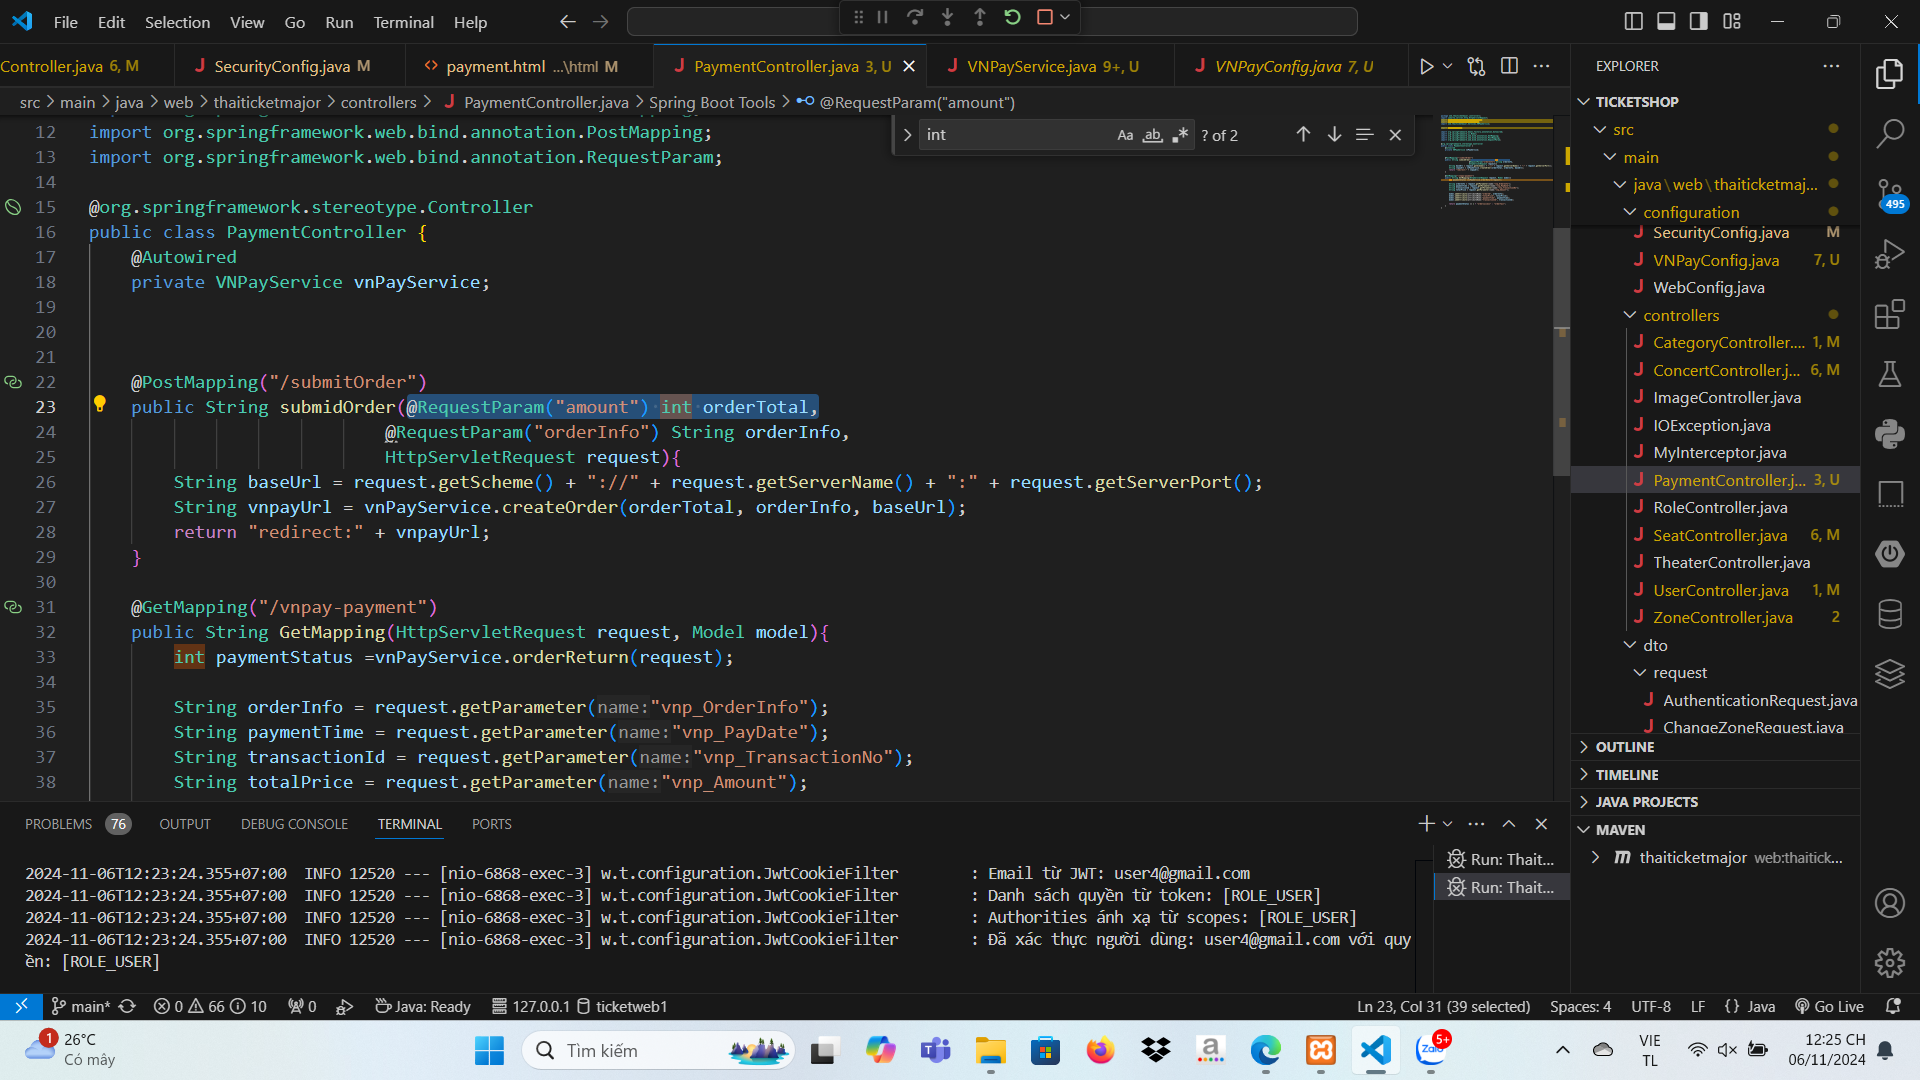 File Edit Selection View Go Run Terminal Help
Controller.java 6, M SecurityConfig.java M payment.html ...\html M PaymentController.java 3, U VNPayService.java 9+, U VNPayConfig.java 7, U
src > main > java > web > thaiticketmajor > controllers > PaymentController.java > Spring Boot Tools > @RequestParam("amount")
int Aa ab ? of 2
12 import org.springframework.web.bind.annotation.PostMapping;
13 import org.springframework.web.bind.annotation.RequestParam;
14
15 @org.springframework.stereotype.Controller
16 public class PaymentController {
17 @Autowired
18 private VNPayService vnPayService;
19
20
21
22 @PostMapping("/submitOrder")
23 public String submidOrder(@RequestParam("amount") int orderTotal,
24 @RequestParam("orderInfo") String orderInfo,
25 HttpServletRequest request){
26 String baseUrl = request.getScheme() + "://" + request.getServerName() + ":" + request.getServerPort();
27 String vnpayUrl = vnPayService.createOrder(orderTotal, orderInfo, baseUrl);
28 return "redirect:" + vnpayUrl;
29 }
30
31 @GetMapping("/vnpay-payment")
32 public String GetMapping(HttpServletRequest request, Model model){
33 int paymentStatus =vnPayService.orderReturn(request);
34
35 String orderInfo = request.getParameter(name:"vnp_OrderInfo");
36 String paymentTime = request.getParameter(name:"vnp_PayDate");
37 String transactionId = request.getParameter(name:"vnp_TransactionNo");
38 String totalPrice = request.getParameter(name:"vnp_Amount");
EXPLORER
TICKETSHOP
src
main
java\web\thaiticketmaj...
configuration
SecurityConfig.java M
VNPayConfig.java 7, U
WebConfig.java
controllers
CategoryController.... 1, M
ConcertController.j... 6, M
ImageController.java
IOException.java
MyInterceptor.java
PaymentController.j... 3, U
RoleController.java
SeatController.java 6, M
TheaterController.java
UserController.java 1, M
ZoneController.java 2
dto
request
AuthenticationRequest.java
ChangeZoneRequest.java
OUTLINE
TIMELINE
JAVA PROJECTS
MAVEN
thaiticketmajor web:thaitick...
495
PROBLEMS 76 OUTPUT DEBUG CONSOLE TERMINAL PORTS
2024-11-06T12:23:24.355+07:00 INFO 12520 --- [nio-6868-exec-3] w.t.configuration.JwtCookieFilter : Email từ JWT: user4@gmail.com
2024-11-06T12:23:24.355+07:00 INFO 12520 --- [nio-6868-exec-3] w.t.configuration.JwtCookieFilter : Danh sách quyền từ token: [ROLE_USER]
2024-11-06T12:23:24.355+07:00 INFO 12520 --- [nio-6868-exec-3] w.t.configuration.JwtCookieFilter : Authorities ánh xạ từ scopes: [ROLE_USER]
2024-11-06T12:23:24.355+07:00 INFO 12520 --- [nio-6868-exec-3] w.t.configuration.JwtCookieFilter : Đã xác thực người dùng: user4@gmail.com với quy
ền: [ROLE_USER]
Run: Thait...
Run: Thait...
main* 0 66 10 0 Java: Ready 127.0.0.1 ticketweb1 Ln 23, Col 31 (39 selected) Spaces: 4 UTF-8 LF {} Java Go Live
1 26°C
Có mây
Tìm kiếm
Zalo 5+
VIE
TL
12:25 CH
06/11/2024